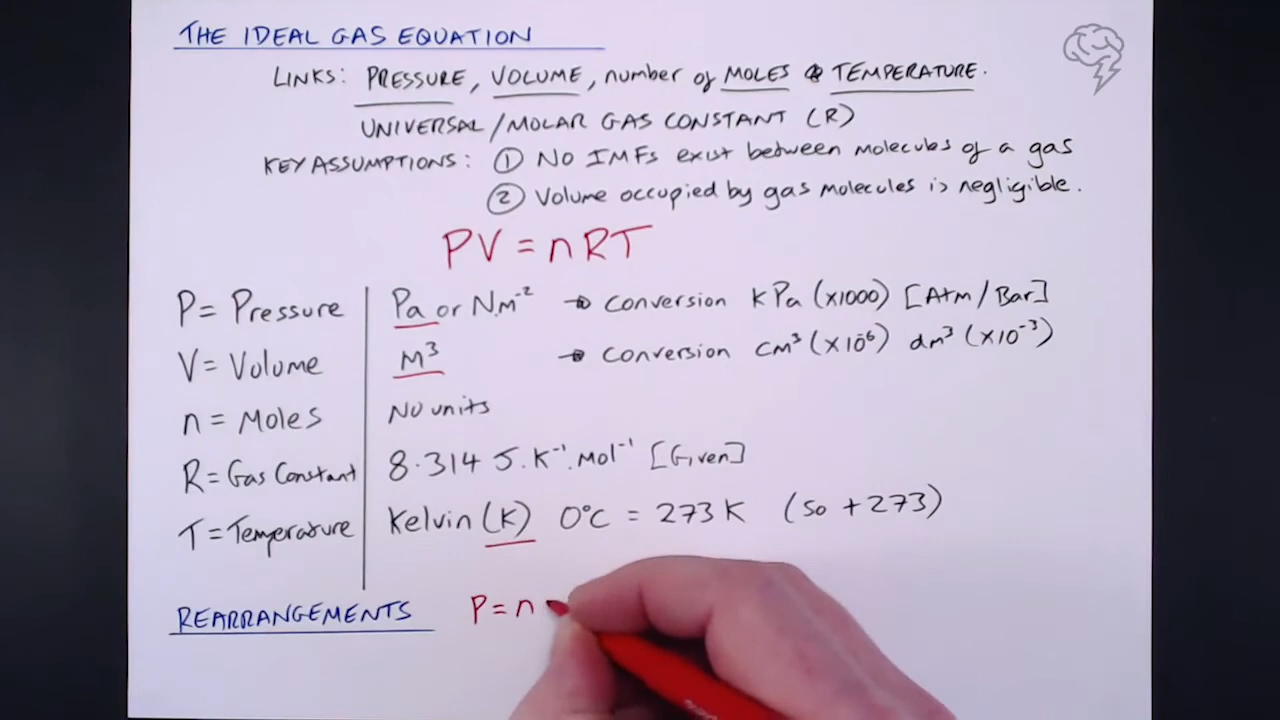 THE IDEAL GAS EQUATION
LINKS: PRESSURE, VOLUME, number of MOLES & TEMPERATURE.
UNIVERSAL/MOLAR GAS CONSTANT (R)
KEY ASSUMPTIONS: ① NO IMFs exist between molecules of a gas
② Volume occupied by gas molecules is negligible.
PV = nRT
P = Pressure Pa or N.m⁻² → conversion kPa (x1000) [Atm/Bar]
V = Volume M³ → conversion cm³ (x10⁻⁶) dm³ (x10⁻³)
n = Moles No units
R = Gas Constant 8.314 J.K⁻¹.Mol⁻¹ [Given]
T = Temperature Kelvin (K) 0°C = 273 K (so +273)
REARRANGEMENTS P = n